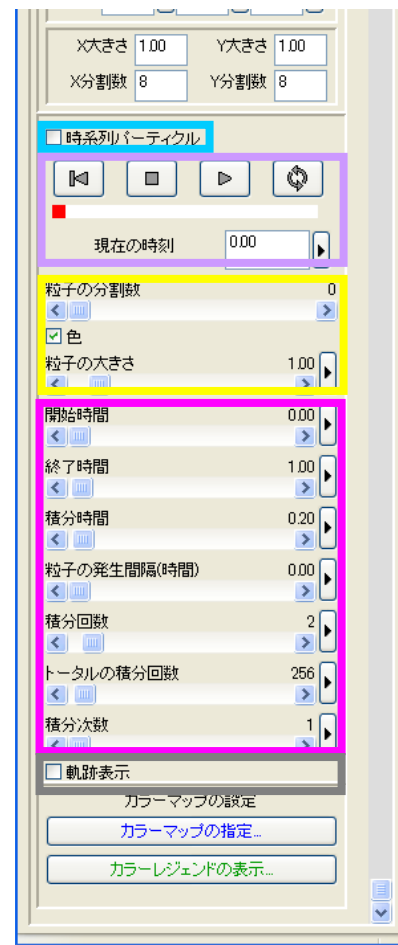 X大きさ 1.00 Y大きさ 1.00
X分割数 8 Y分割数 8
時系列パーティクル
現在の時刻 0.00
粒子の分割数 0
色
粒子の大きさ 1.00
開始時間 0.00
終了時間 1.00
積分時間 0.20
粒子の発生間隔(時間) 0.00
積分回数 2
トータルの積分回数 256
積分次数 1
軌跡表示
カラーマップの設定
カラーマップの指定...
カラーレジェンドの表示...